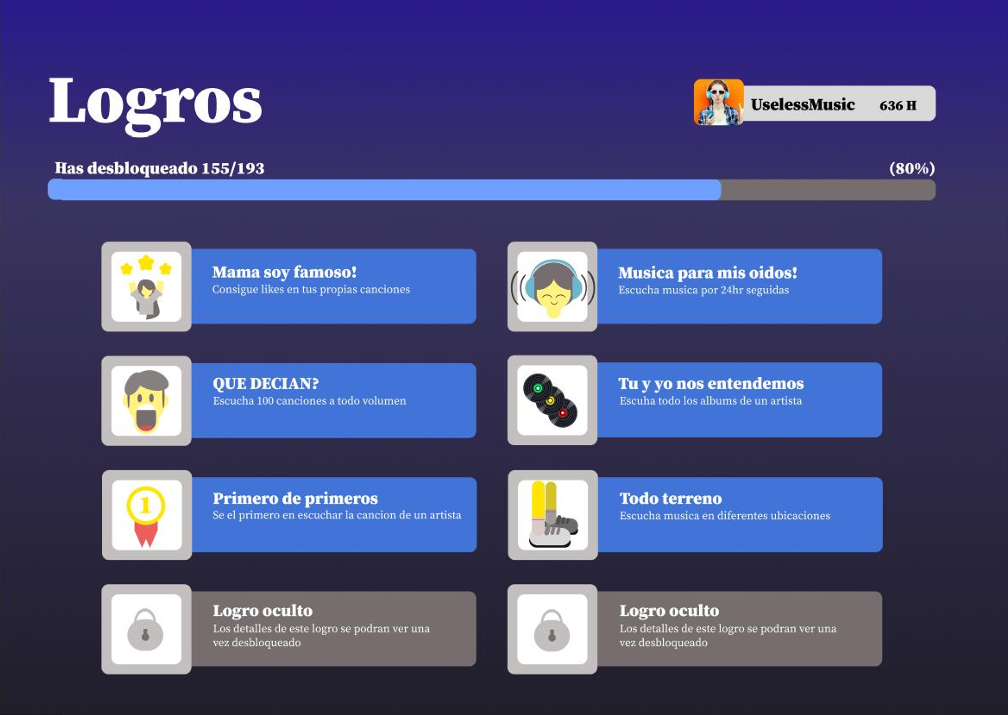 Logros
UselessMusic 636 H
Has desbloqueado 155/193 (80%)
Mama soy famoso!
Consigue likes en tus propias canciones
Musica para mis oidos!
Escucha musica por 24hr seguidas
QUE DECIAN?
Escucha 100 canciones a todo volumen
Tu y yo nos entendemos
Escuha todo los albums de un artista
1
Primero de primeros
Se el primero en escuchar la cancion de un artista
Todo terreno
Escucha musica en diferentes ubicaciones
Logro oculto
Los detalles de este logro se podran ver una
vez desbloqueado
Logro oculto
Los detalles de este logro se podran ver una
vez desbloqueado